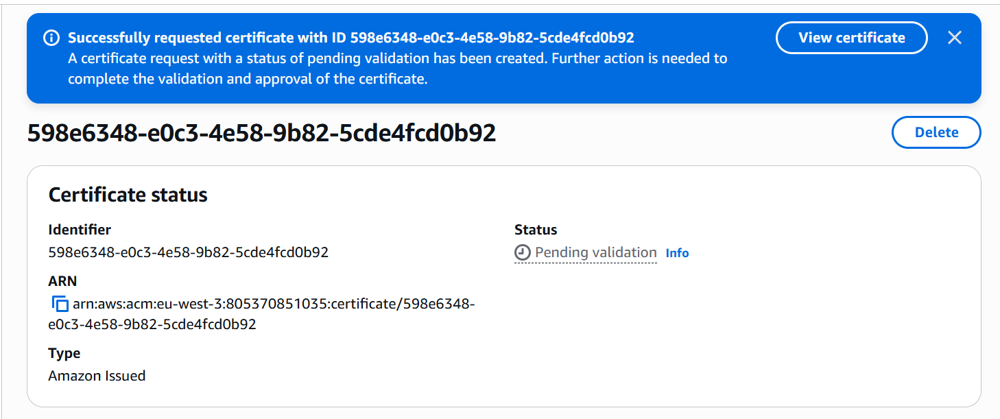 Successfully requested certificate with ID 598e6348-e0c3-4e58-9b82-5cde4fcd0b92
View certificate
A certificate request with a status of pending validation has been created. Further action is needed to
complete the validation and approval of the certificate.
598e6348-e0c3-4e58-9b82-5cde4fcd0b92
Delete
Certificate status
Identifier
598e6348-e0c3-4e58-9b82-5cde4fcd0b92
Status
Pending validation Info
ARN
arn:aws:acm:eu-west-3:805370851035:certificate/598e6348-
e0c3-4e58-9b82-5cde4fcd0b92
Type
Amazon Issued